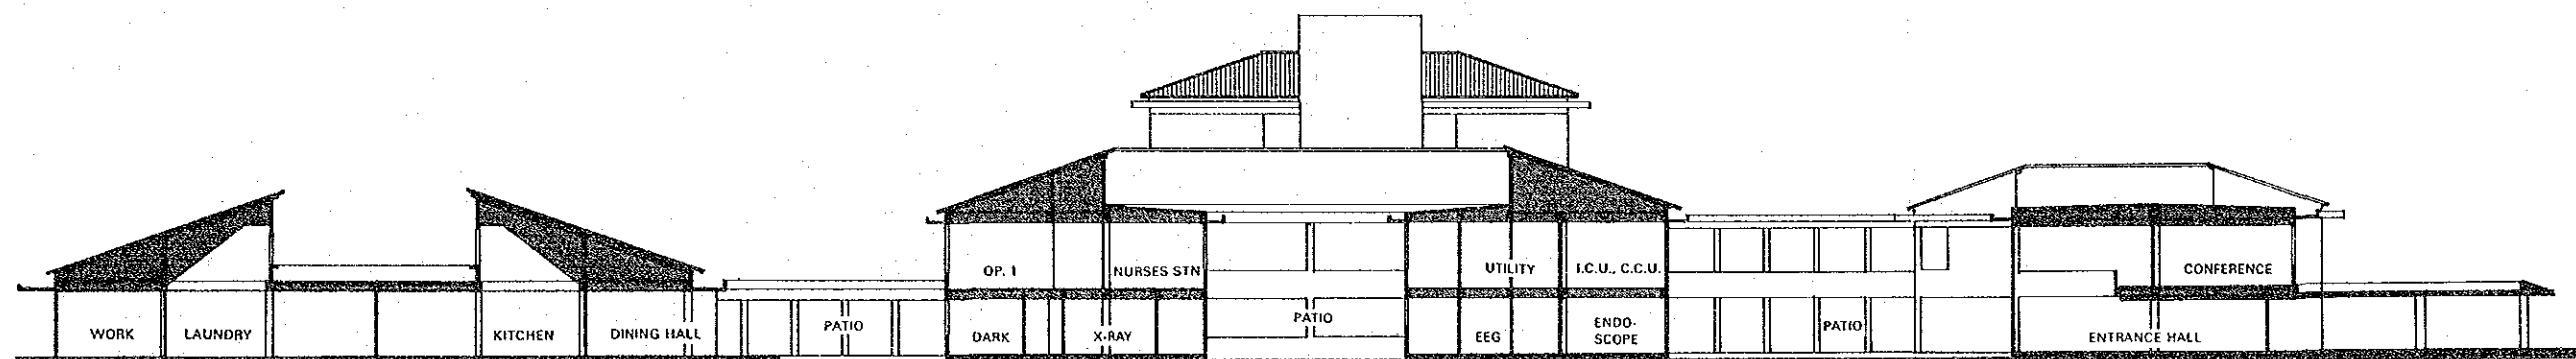 OP. 1
NURSES STN
UTILITY
I.C.U., C.C.U.
CONFERENCE
WORK
LAUNDRY
KITCHEN
DINING HALL
PATIO
DARK
X-RAY
PATIO
EEG
ENDO-
SCOPE
PATIO
ENTRANCE HALL